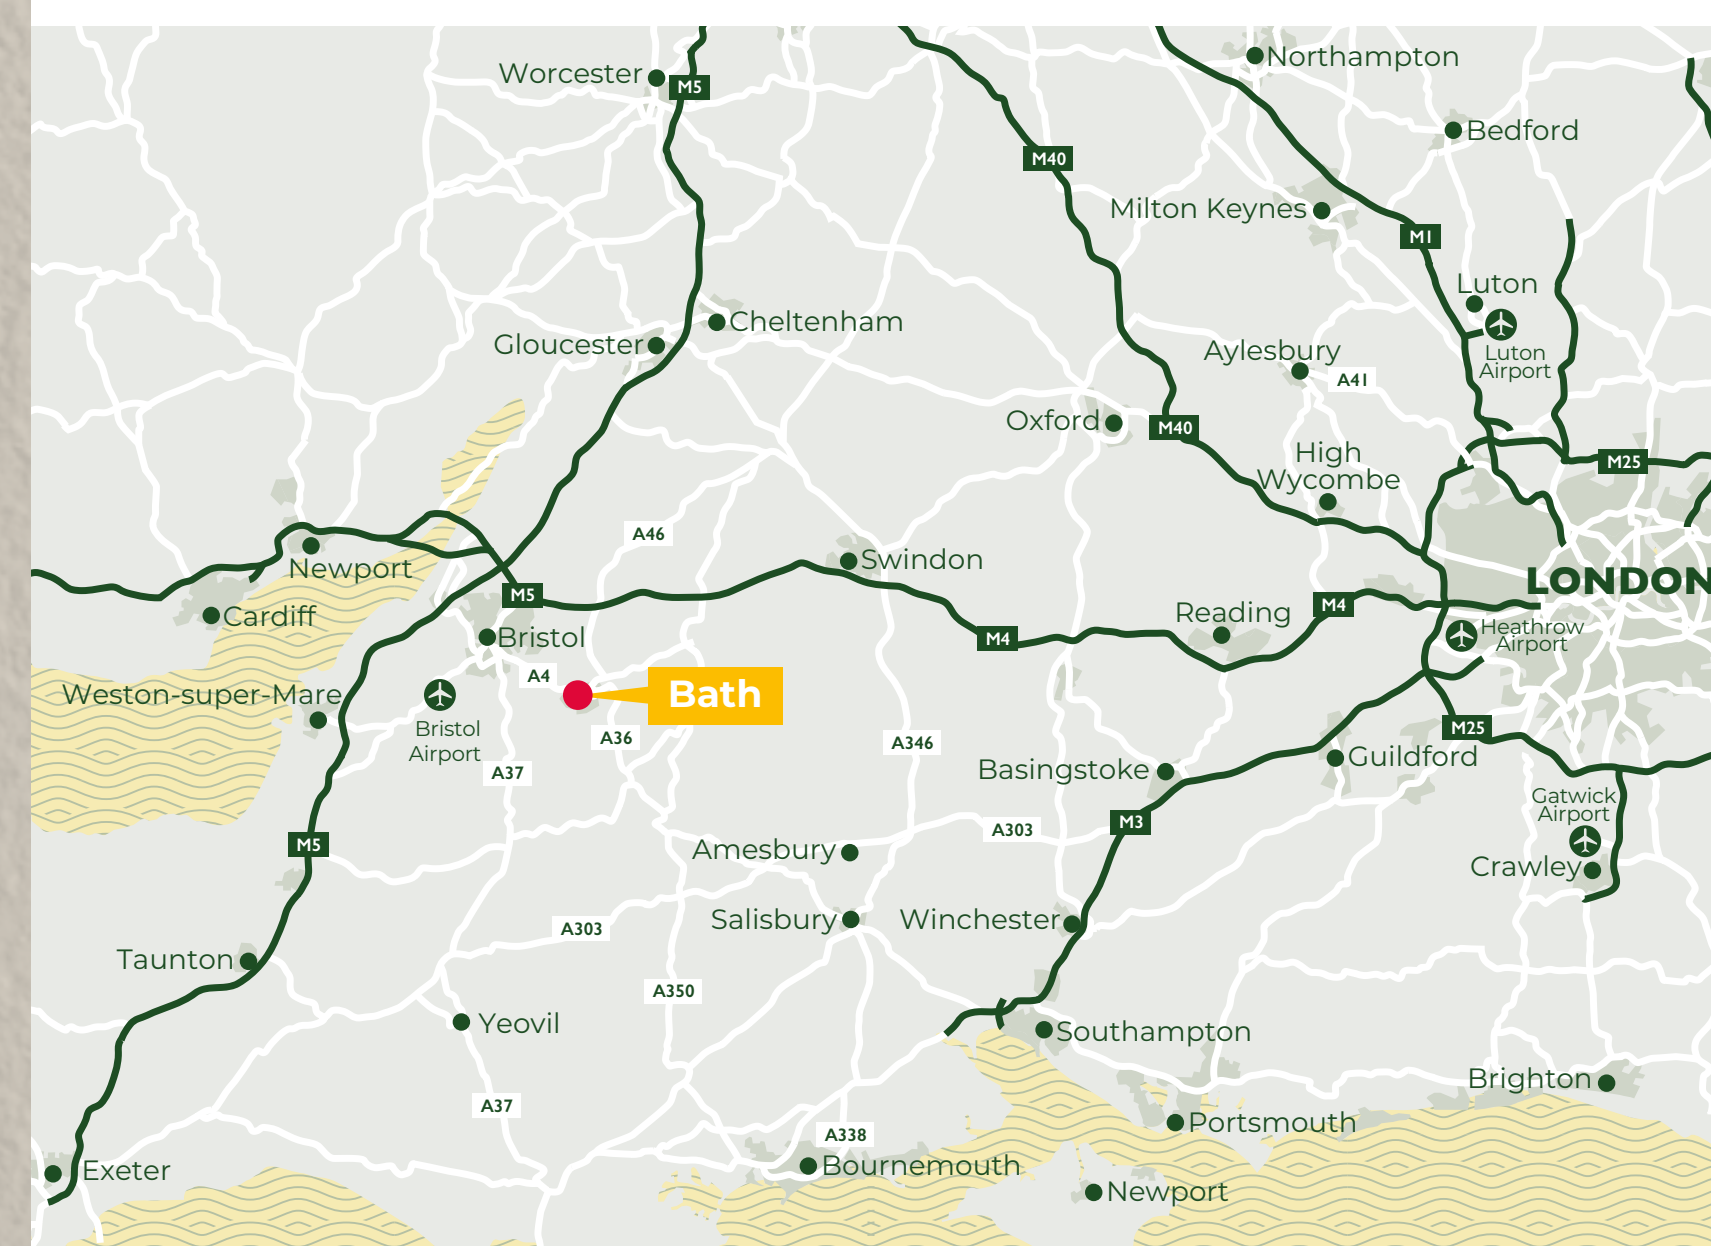 Northampton
Worcester
M5
Bedford
M40
Milton Keynes
M1
Luton
Cheltenham
Gloucester
Luton
Airport
Aylesbury
A41
Oxford
M40
High
Wycombe
M25
A46
Swindon
Newport
LONDON
M5
M4
Cardiff
Reading
Bristol
M4
Heathrow
Airport
A4
Bath
Weston-super-Mare
Bristol
Airport
A36
A346
M25
A37
Basingstoke
Guildford
Gatwick
Airport
M3
A303
M5
Amesbury
Crawley
Salisbury
Winchester
A303
Taunton
A350
Yeovil
Southampton
Brighton
A37
Portsmouth
A338
Exeter
Bournemouth
Newport